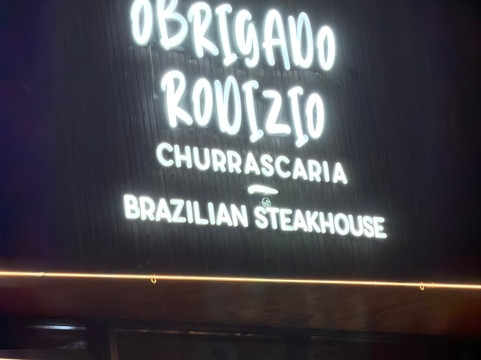 OBRIGADO
RODIZIO
CHURRASCARIA
BRAZILIAN STEAKHOUSE